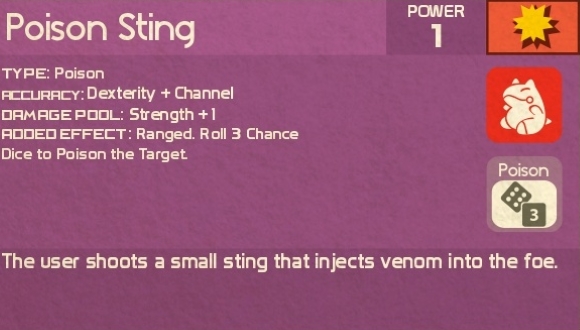 Poison Sting
POWER
1
TYPE: Poison
ACCURACY: Dexterity + Channel
DAMAGE POOL: Strength +1
ADDED EFFECT: Ranged. Roll 3 Chance
Dice to Poison the Target.
Poison
3
The user shoots a small sting that injects venom into the foe.